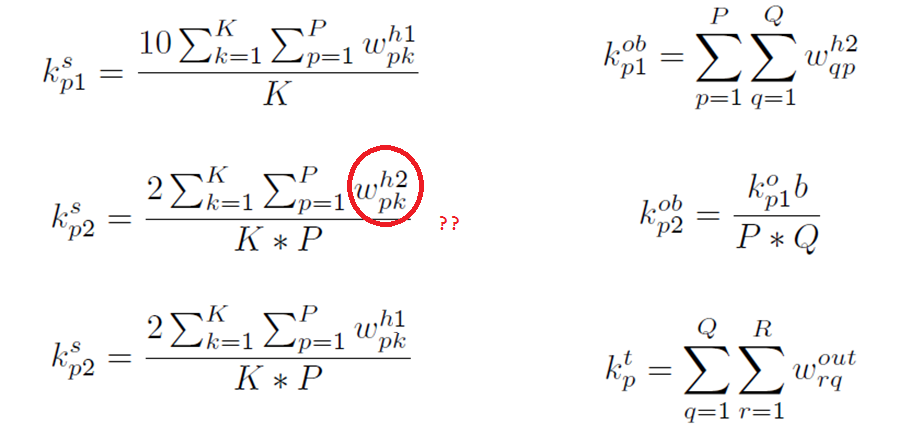 k^s_{p1} = \frac{10 \sum_{k=1}^{K} \sum_{p=1}^{P} w^{h1}_{pk}}{K}
k^{ob}_{p1} = \sum_{p=1}^{P} \sum_{q=1}^{Q} w^{h2}_{qp}
k^s_{p2} = \frac{2 \sum_{k=1}^{K} \sum_{p=1}^{P} w^{h2}_{pk}}{K * P} ??
k^{ob}_{p2} = \frac{k^o_{p1} b}{P * Q}
k^s_{p2} = \frac{2 \sum_{k=1}^{K} \sum_{p=1}^{P} w^{h1}_{pk}}{K * P}
k^t_p = \sum_{q=1}^{Q} \sum_{r=1}^{R} w^{out}_{rq}